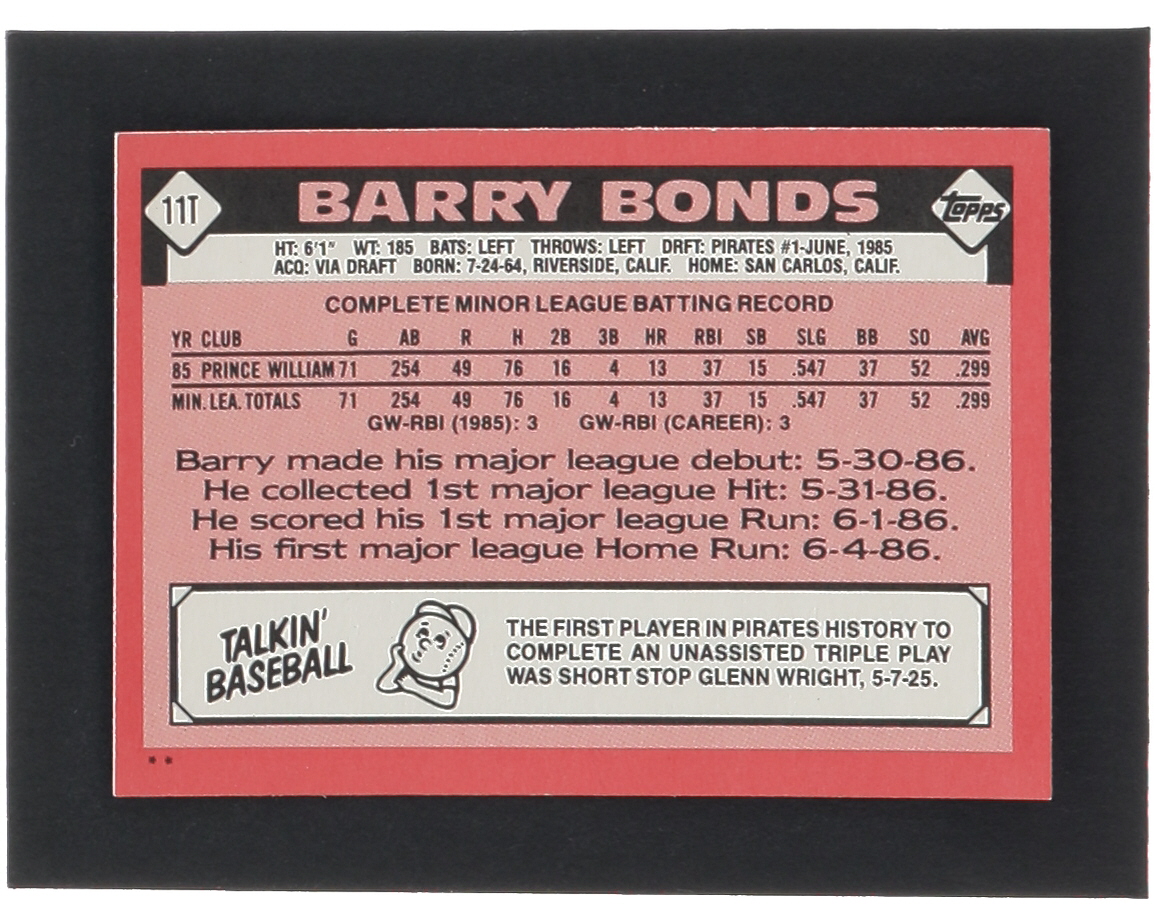 11T
BARRY BONDS
topps
HT: 6'1" WT: 185 BATS: LEFT THROWS: LEFT DRFT: PIRATES #1-JUNE, 1985
ACQ: VIA DRAFT BORN: 7-24-64, RIVERSIDE, CALIF. HOME: SAN CARLOS, CALIF.
COMPLETE MINOR LEAGUE BATTING RECORD
YR CLUB G AB R H 2B 3B HR RBI SB SLG BB SO AVG
85 PRINCE WILLIAM 71 254 49 76 16 4 13 37 15 .547 37 52 .299
MIN. LEA. TOTALS 71 254 49 76 16 4 13 37 15 .547 37 52 .299
GW-RBI (1985): 3 GW-RBI (CAREER): 3
Barry made his major league debut: 5-30-86.
He collected 1st major league Hit: 5-31-86.
He scored his 1st major league Run: 6-1-86.
His first major league Home Run: 6-4-86.
TALKIN'
BASEBALL
THE FIRST PLAYER IN PIRATES HISTORY TO
COMPLETE AN UNASSISTED TRIPLE PLAY
WAS SHORT STOP GLENN WRIGHT, 5-7-25.
**